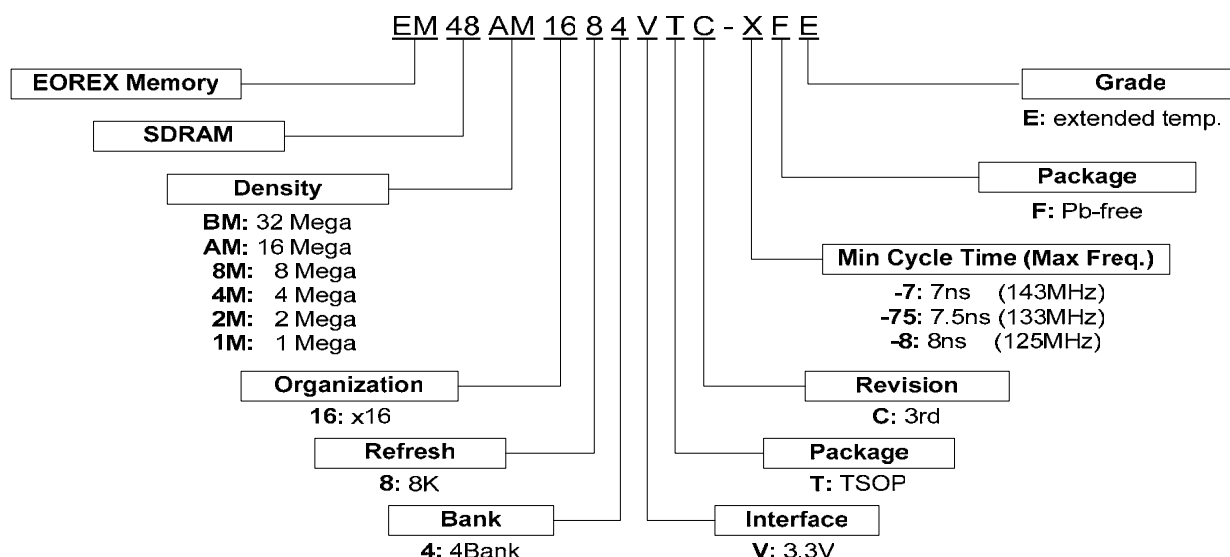 EM 48 AM 16 8 4 V T C - X F E
EOREX Memory
SDRAM
Density
BM: 32 Mega
AM: 16 Mega
8M: 8 Mega
4M: 4 Mega
2M: 2 Mega
1M: 1 Mega
Organization
16: x16
Refresh
8: 8K
Bank
4: 4Bank
Grade
E: extended temp.
Package
F: Pb-free
Min Cycle Time (Max Freq.)
-7: 7ns (143MHz)
-75: 7.5ns (133MHz)
-8: 8ns (125MHz)
Revision
C: 3rd
Package
T: TSOP
Interface
V: 3.3V